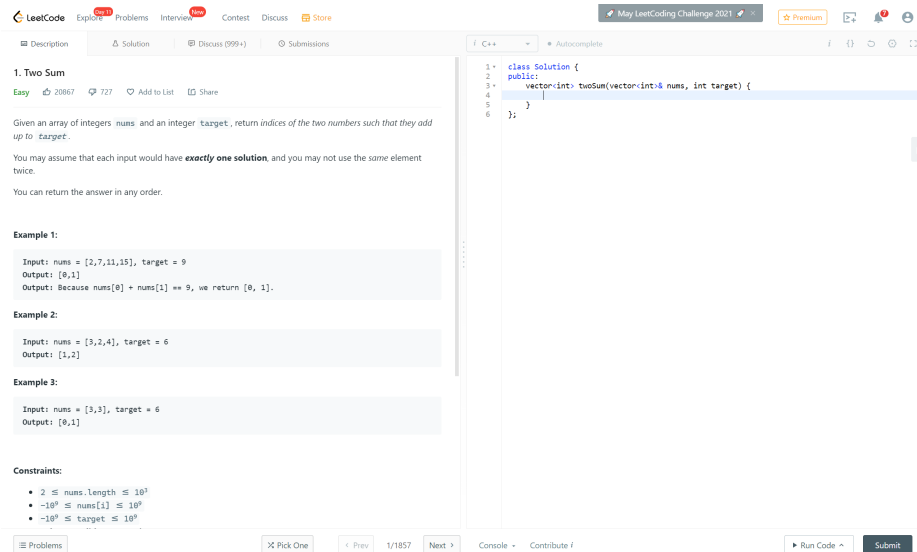 LeetCode Explore Day 11 Problems Interview New Contest Discuss Store May LeetCoding Challenge 2021 × Premium 7
Description Solution Discuss (999+) Submissions i C++ Autocomplete i {}
1. Two Sum
Easy 20867 727 Add to List Share
Given an array of integers nums and an integer target, return indices of the two numbers such that they add
up to target.
You may assume that each input would have exactly one solution, and you may not use the same element
twice.
You can return the answer in any order.
Example 1:
Input: nums = [2,7,11,15], target = 9
Output: [0,1]
Output: Because nums[0] + nums[1] == 9, we return [0, 1].
Example 2:
Input: nums = [3,2,4], target = 6
Output: [1,2]
Example 3:
Input: nums = [3,3], target = 6
Output: [0,1]
Constraints:
• 2 ≤ nums.length ≤ 10³
• -10⁹ ≤ nums[i] ≤ 10⁹
• -10⁹ ≤ target ≤ 10⁹
1 class Solution {
2 public:
3 vector<int> twoSum(vector<int>& nums, int target) {
4
5 }
6 };
Problems Pick One < Prev 1/1857 Next > Console Contribute i Run Code Submit